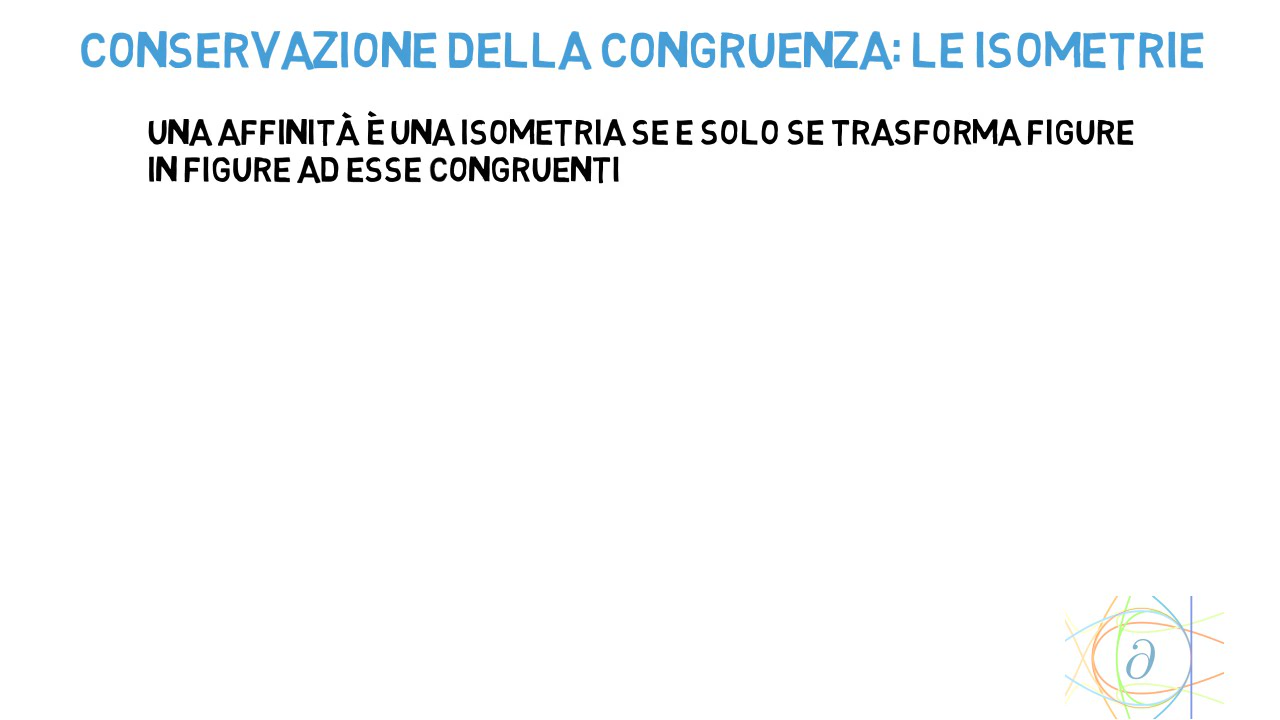 CONSERVAZIONE DELLA CONGRUENZA: LE ISOMETRIE
UNA AFFINITÀ È UNA ISOMETRIA SE E SOLO SE TRASFORMA FIGURE
IN FIGURE AD ESSE CONGRUENTI
∂